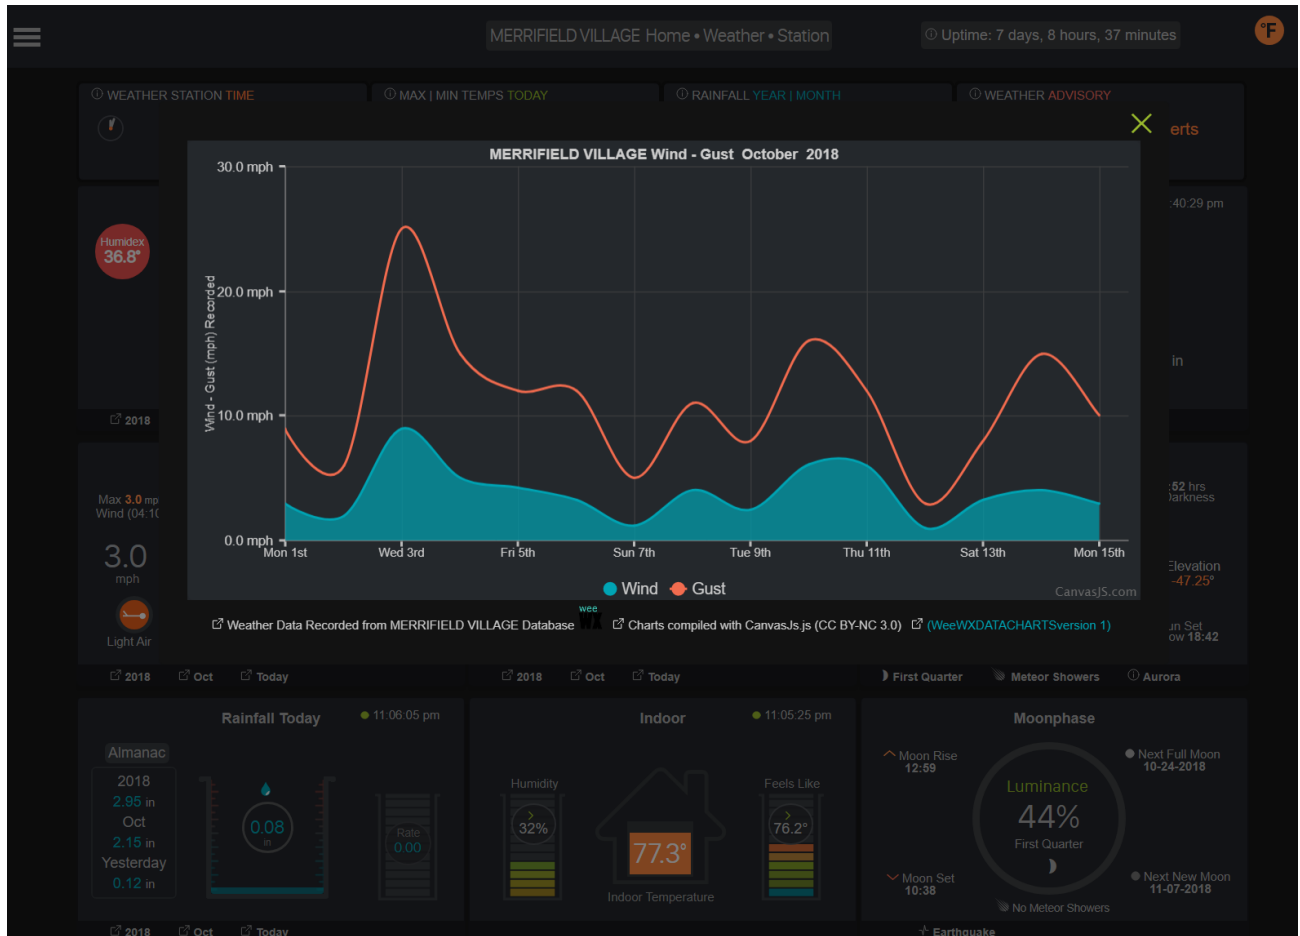 MERRIFIELD VILLAGE Home • Weather • Station
Uptime: 7 days, 8 hours, 37 minutes
°F
WEATHER STATION TIME
MAX | MIN TEMPS TODAY
RAINFALL YEAR | MONTH
WEATHER ADVISORY
erts
MERRIFIELD VILLAGE Wind - Gust October 2018
30.0 mph
20.0 mph
10.0 mph
0.0 mph
Wind - Gust (mph) Recorded
Mon 1st
Wed 3rd
Fri 5th
Sun 7th
Tue 9th
Thu 11th
Sat 13th
Mon 15th
Wind Gust
CanvasJS.com
Weather Data Recorded from MERRIFIELD VILLAGE Database
wee
WX
Charts compiled with CanvasJs.js (CC BY-NC 3.0)
(WeeWXDATACHARTSversion 1)
:40:29 pm
Humidex
36.8°
in
2018
Max 3.0 mp
Wind (04:10
3.0
mph
Light Air
:52 hrs
Darkness
Elevation
-47.25°
un Set
ow 18:42
2018
Oct
Today
2018
Oct
Today
First Quarter
Meteor Showers
Aurora
Rainfall Today
11:06:05 pm
Almanac
2018
2.95 in
Oct
2.15 in
Yesterday
0.12 in
0.08
in
Rate
0.00
Indoor
11:05:25 pm
Humidity
32%
77.3°
Indoor Temperature
Feels Like
76.2°
Moonphase
Moon Rise
12:59
Luminance
44%
First Quarter
Next Full Moon
10-24-2018
Moon Set
10:38
Next New Moon
11-07-2018
No Meteor Showers
2018
Oct
Today
Earthquake